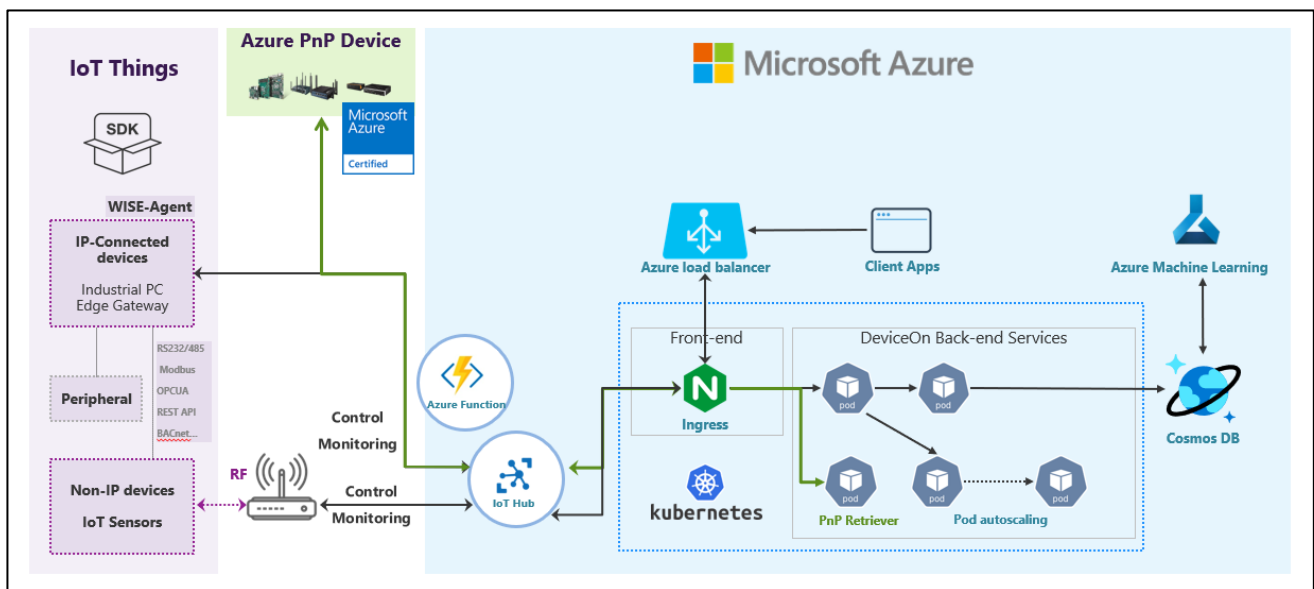 IoT Things
SDK
WISE-Agent
IP-Connected
devices
Industrial PC
Edge Gateway
RS232/485
Modbus
OPCUA
REST API
BACnet...
Peripheral
Non-IP devices
IoT Sensors
RF
Azure PnP Device
Microsoft
Azure
Certified
Control
Monitoring
Control
Monitoring
Microsoft Azure
Azure Function
IoT Hub
Azure load balancer
Client Apps
Azure Machine Learning
Front-end
Ingress
kubernetes
DeviceOn Back-end Services
pod
pod
pod
PnP Retriever
pod
pod
Pod autoscaling
Cosmos DB